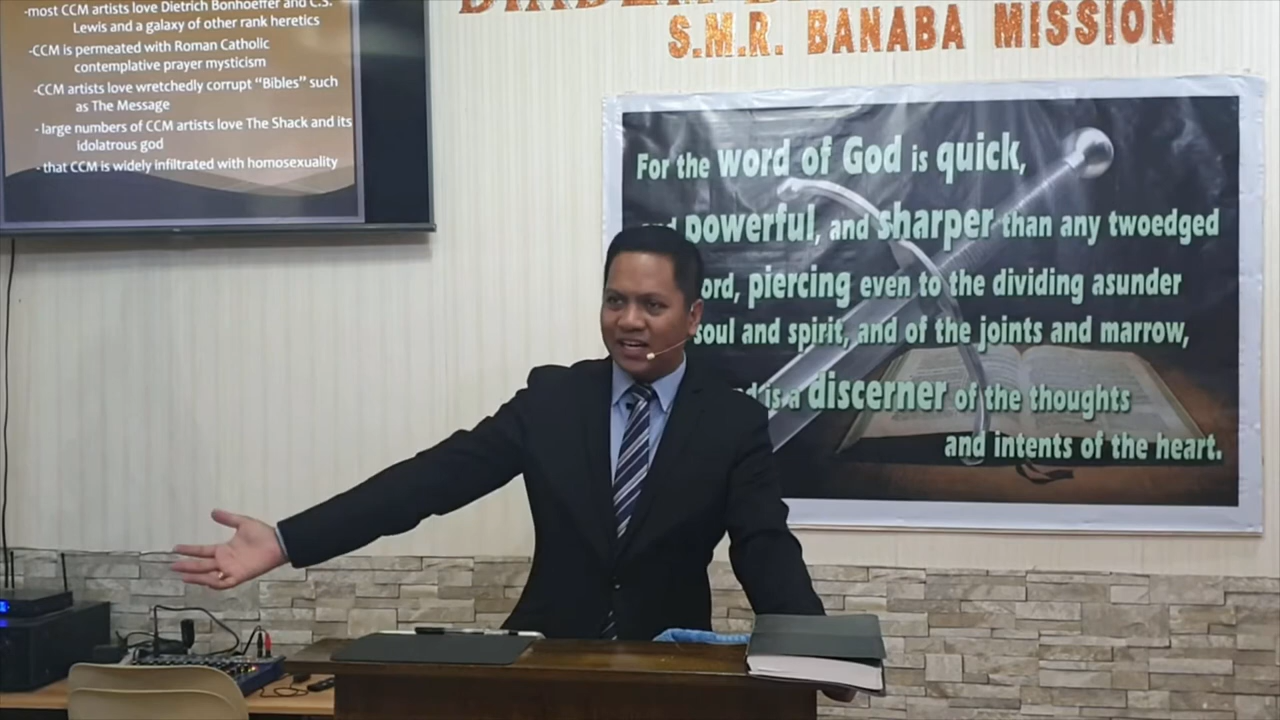 -most CCM artists love Dietrich Bonhoeffer and C.S.
Lewis and a galaxy of other rank heretics
-CCM is permeated with Roman Catholic
contemplative prayer mysticism
-CCM artists love wretchedly corrupt “Bibles” such
as The Message
- large numbers of CCM artists love The Shack and its
idolatrous god
- that CCM is widely infiltrated with homosexuality
S.M.R. BANABA MISSION
For the word of God is quick,
powerful, and sharper than any twoedged
piercing even to the dividing asunder
soul and spirit, and of the joints and marrow,
is a discerner of the thoughts
and intents of the heart.